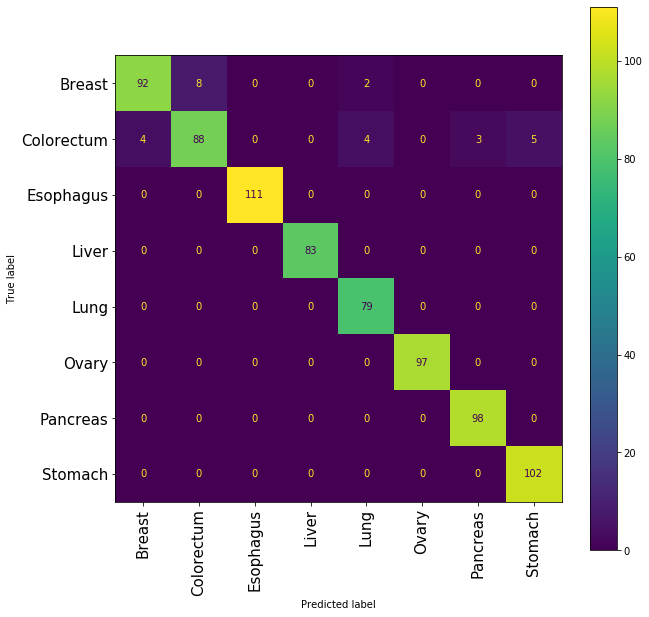 Breast 92 8 0 0 2 0 0 0
Colorectum 4 88 0 0 4 0 3 5
Esophagus 0 0 111 0 0 0 0 0
Liver 0 0 0 83 0 0 0 0
Lung 0 0 0 0 79 0 0 0
Ovary 0 0 0 0 0 97 0 0
Pancreas 0 0 0 0 0 0 98 0
Stomach 0 0 0 0 0 0 0 102
True label
Breast Colorectum Esophagus Liver Lung Ovary Pancreas Stomach
Predicted label
100
80
60
40
20
0